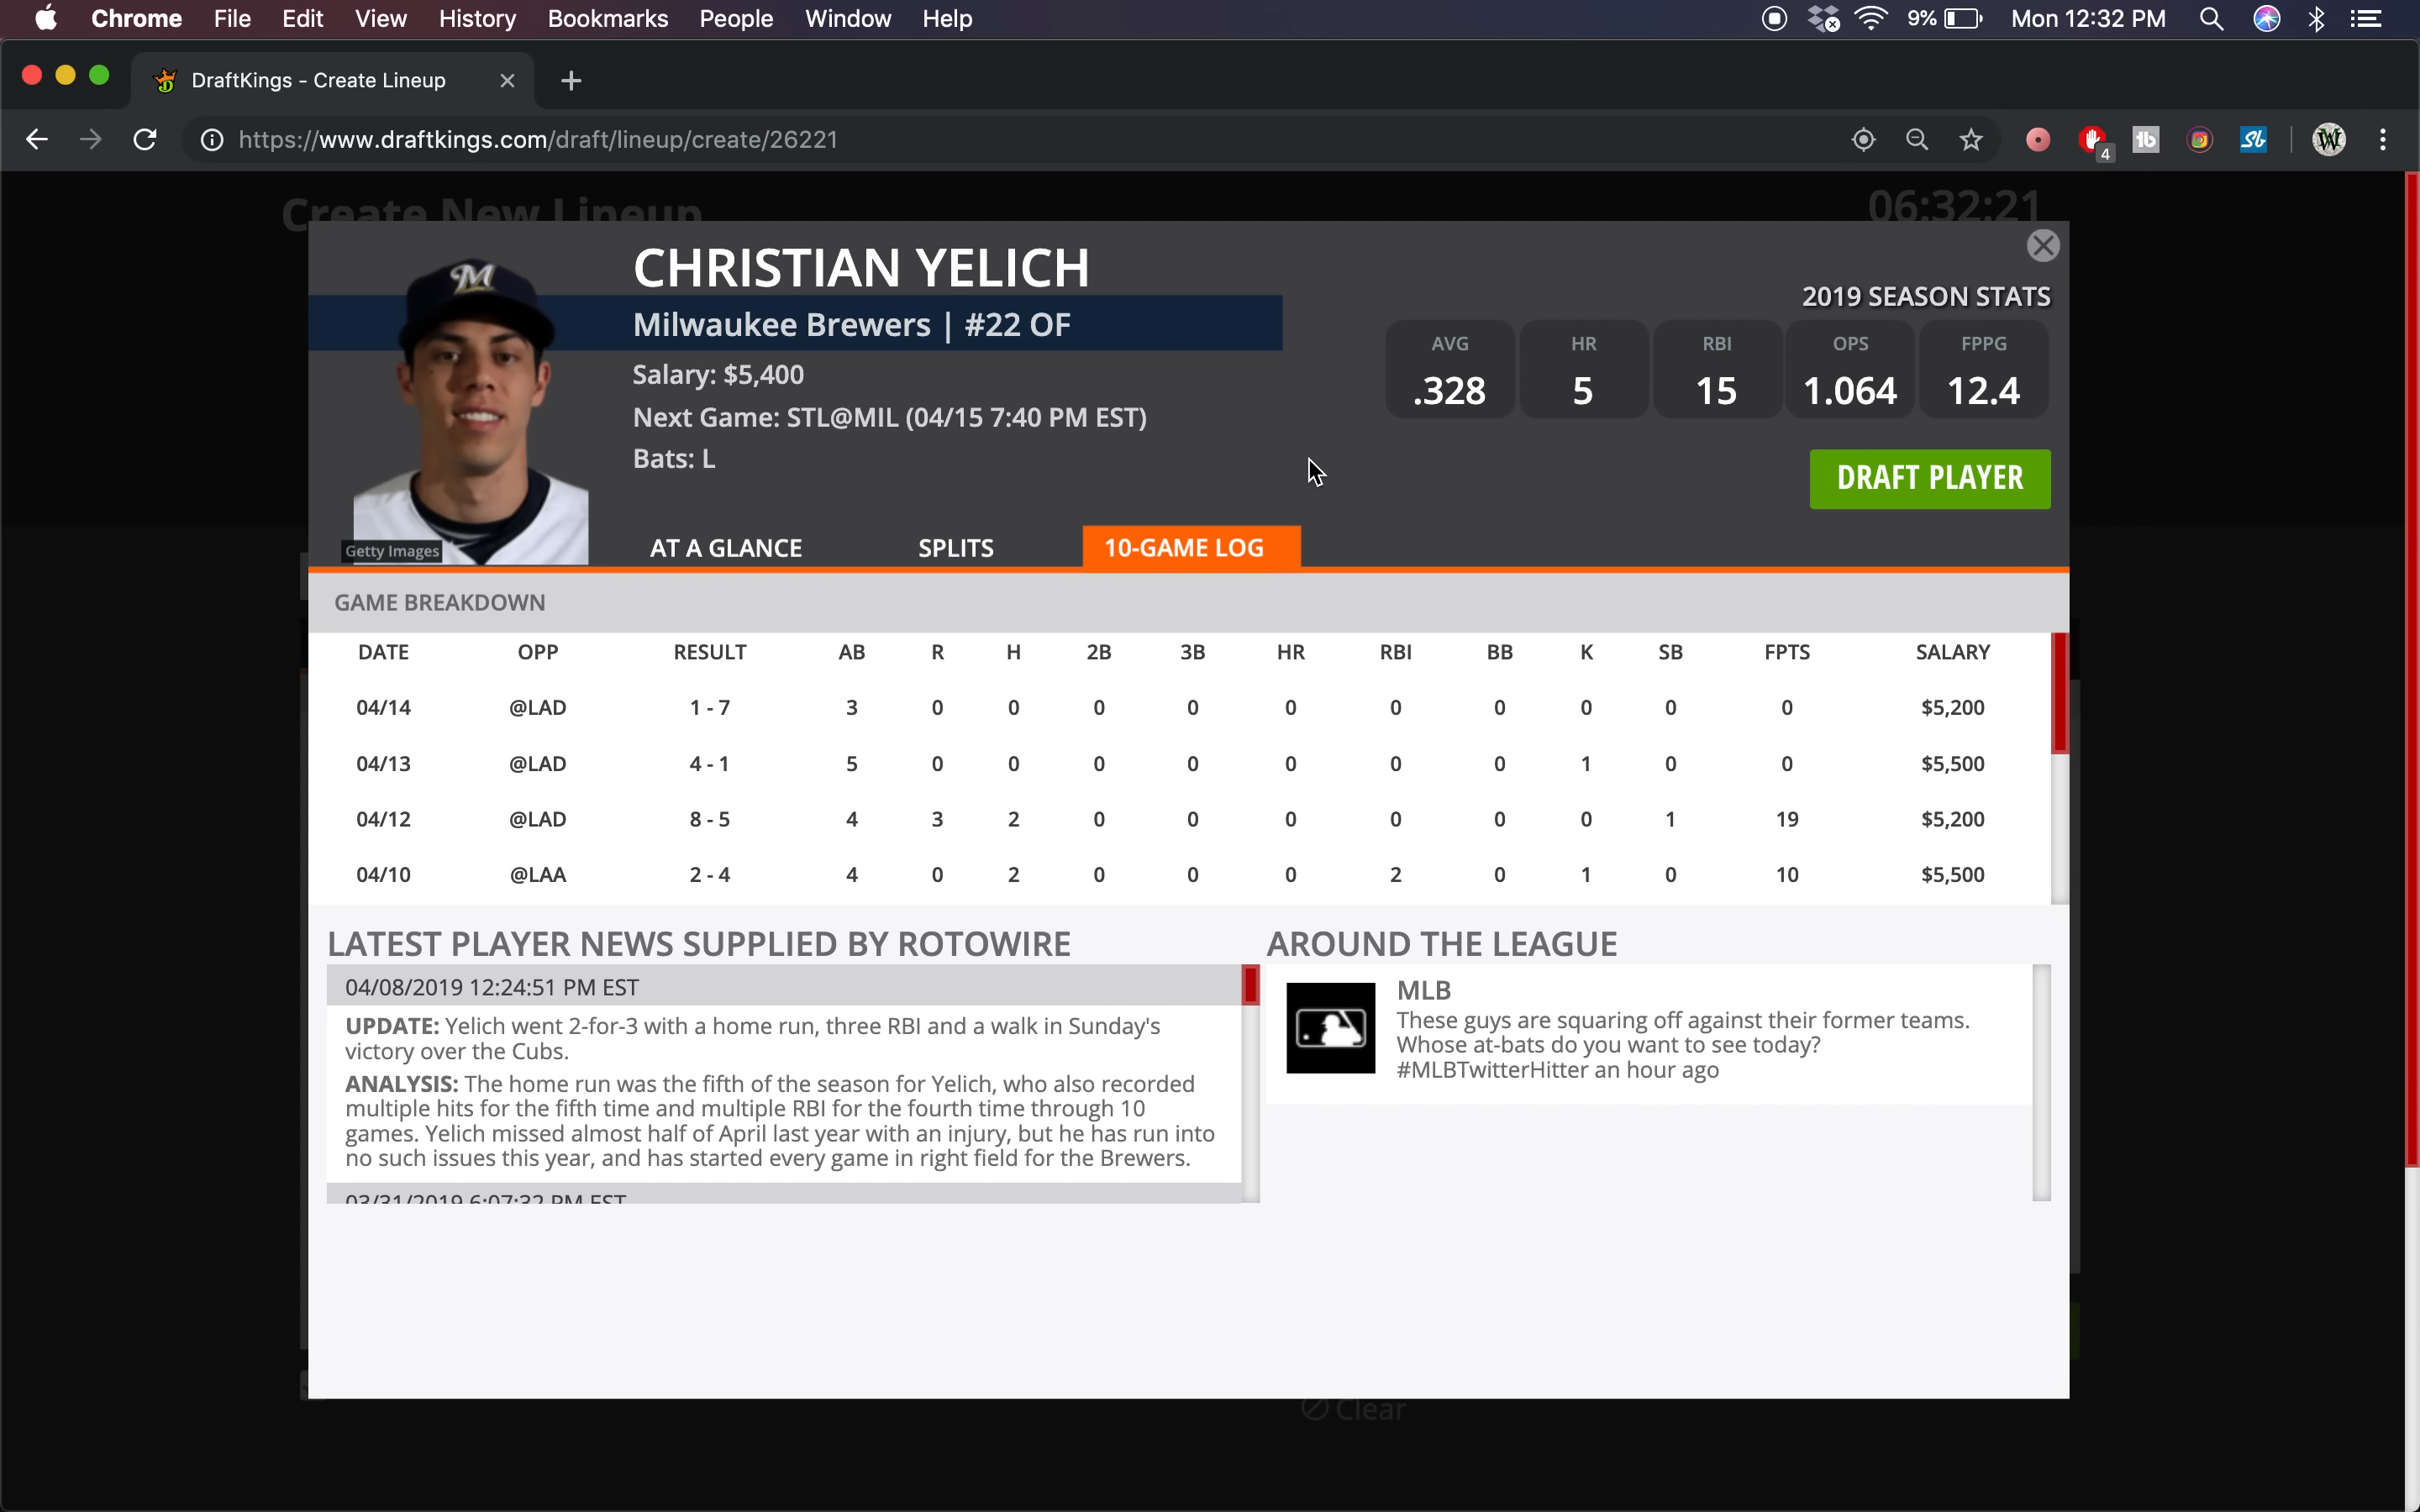 Chrome File Edit View History Bookmarks People Window Help 9% Mon 12:32 PM
DraftKings - Create Lineup
https://www.draftkings.com/draft/lineup/create/26221
4
Create New Lineup 06:32:21
M
CHRISTIAN YELICH
Milwaukee Brewers | #22 OF
Salary: $5,400
Next Game: STL@MIL (04/15 7:40 PM EST)
Bats: L
Getty Images
2019 SEASON STATS
AVG HR RBI OPS FPPG
.328 5 15 1.064 12.4
DRAFT PLAYER
AT A GLANCE SPLITS 10-GAME LOG
GAME BREAKDOWN
DATE OPP RESULT AB R H 2B 3B HR RBI BB K SB FPTS SALARY
04/14 @LAD 1 - 7 3 0 0 0 0 0 0 0 0 0 0 $5,200
04/13 @LAD 4 - 1 5 0 0 0 0 0 0 0 1 0 0 $5,500
04/12 @LAD 8 - 5 4 3 2 0 0 0 0 0 0 1 19 $5,200
04/10 @LAA 2 - 4 4 0 2 0 0 0 2 0 1 0 10 $5,500
LATEST PLAYER NEWS SUPPLIED BY ROTOWIRE
04/08/2019 12:24:51 PM EST
UPDATE: Yelich went 2-for-3 with a home run, three RBI and a walk in Sunday's
victory over the Cubs.
ANALYSIS: The home run was the fifth of the season for Yelich, who also recorded
multiple hits for the fifth time and multiple RBI for the fourth time through 10
games. Yelich missed almost half of April last year with an injury, but he has run into
no such issues this year, and has started every game in right field for the Brewers.
03/31/2019 6:07:32 PM EST
AROUND THE LEAGUE
MLB
These guys are squaring off against their former teams.
Whose at-bats do you want to see today?
#MLBTwitterHitter an hour ago
Clear